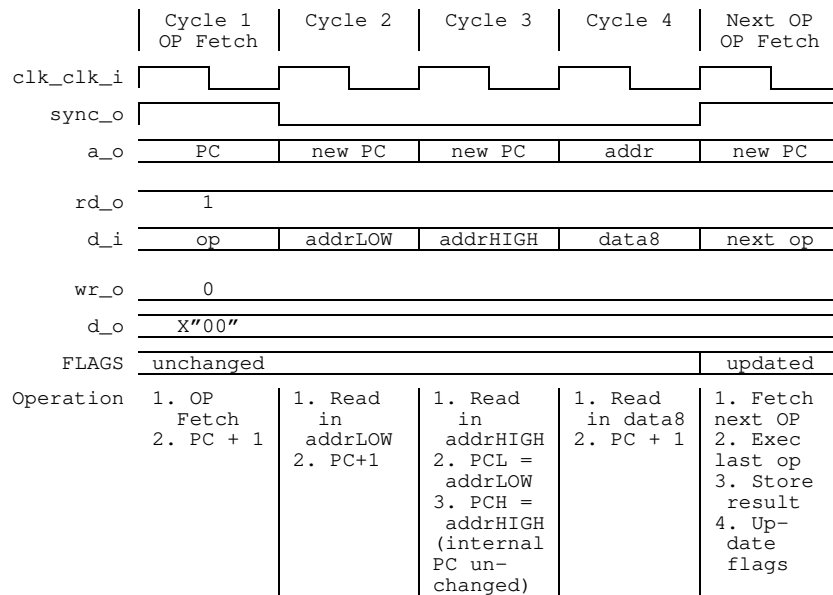 Cycle 1 Cycle 2 Cycle 3 Cycle 4 Next OP
OP Fetch OP Fetch
clk_clk_i
sync_o
a_o PC new PC new PC addr new PC
rd_o 1
d_i op addrLOW addrHIGH data8 next op
wr_o 0
d_o X"00"
FLAGS unchanged updated
Operation 1. OP 1. Read 1. Read 1. Read 1. Fetch
Fetch in in in data8 next OP
2. PC + 1 addrLOW addrHIGH 2. PC + 1 2. Exec
2. PC+1 2. PCL = last op
addrLOW 3. Store
3. PCH = result
addrHIGH 4. Up-
(internal date
PC un- flags
changed)